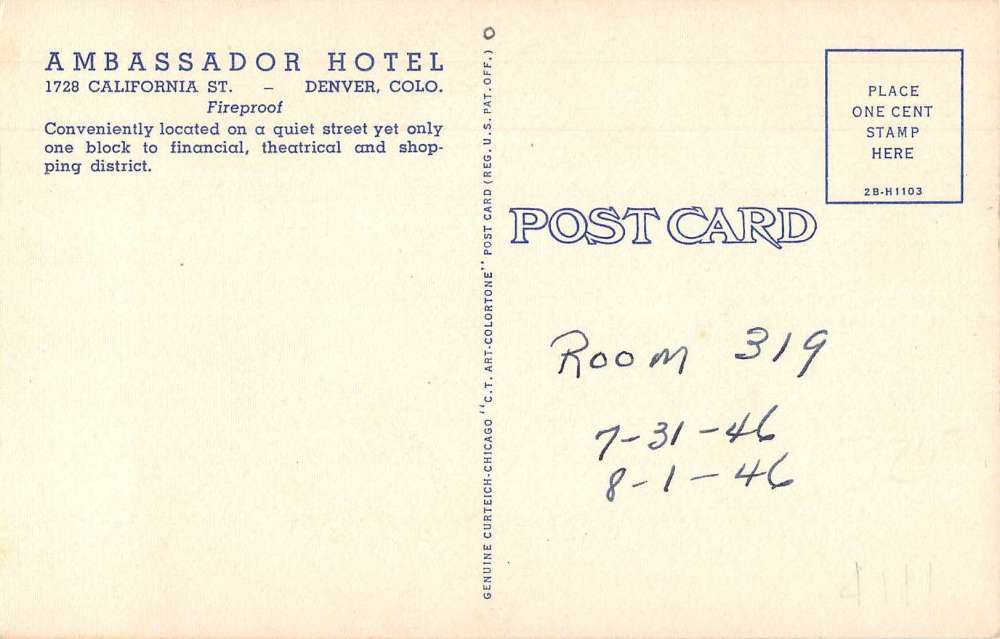 AMBASSADOR HOTEL
1728 CALIFORNIA ST. – DENVER, COLO.
Fireproof
Conveniently located on a quiet street yet only
one block to financial, theatrical and shop-
ping district.
GENUINE CURTEICH-CHICAGO "C.T. ART-COLORTONE" POST CARD (REG. U.S. PAT. OFF.)
PLACE
ONE CENT
STAMP
HERE
2B-H1103
POST CARD
Room 319
7-31-46
8-1-46